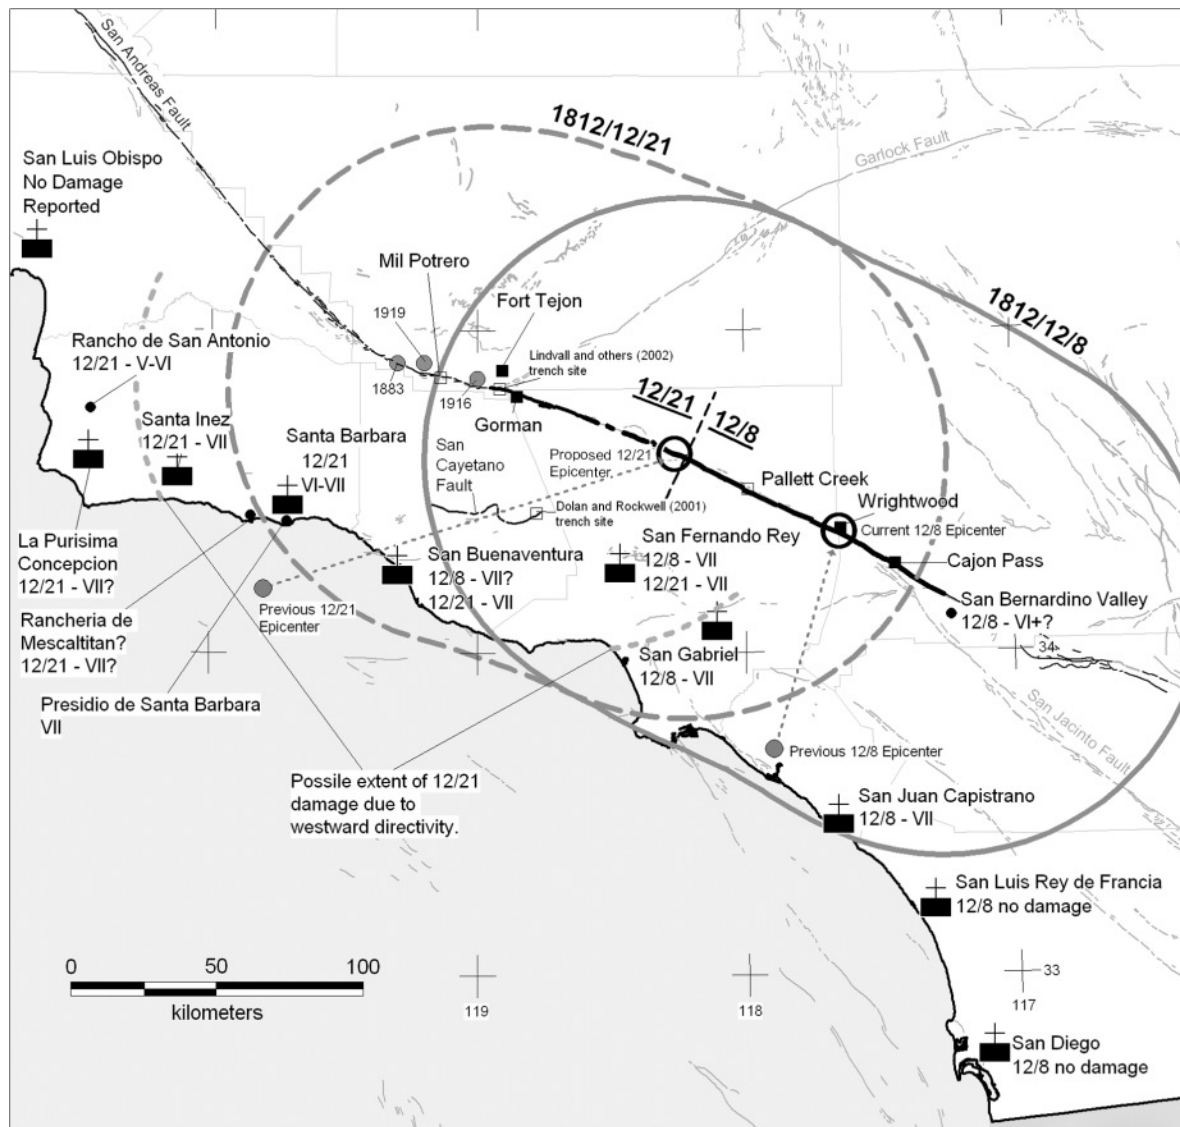 San Andreas Fault
1812/12/21
Garlock Fault
San Luis Obispo
No Damage
Reported
Mil Potrero
Fort Tejon
1812/12/8
1919
Lindvall and others (2002)
trench site
Rancho de San Antonio
12/21 - V-VI
1883
1916
12/21
12/8
Gorman
Santa Inez
12/21 - VII
Santa Barbara
12/21
VI-VII
San
Cayetano
Fault
Proposed 12/21
Epicenter
Pallett Creek
Wrightwood
Current 12/8 Epicenter
Dolan and Rockwell (2001)
trench site
La Purisima
Concepcion
12/21 - VII?
San Buenaventura
12/8 - VII?
12/21 - VII
San Fernando Rey
12/8 - VII
12/21 - VII
Cajon Pass
San Bernardino Valley
12/8 - VI+?
Previous 12/21
Epicenter
Rancheria de
Mescaltitan?
12/21 - VII?
San Gabriel
12/8 - VII
34
Presidio de Santa Barbara
VII
San Jacinto Fault
Previous 12/8 Epicenter
Possile extent of 12/21
damage due to
westward directivity.
San Juan Capistrano
12/8 - VII
San Luis Rey de Francia
12/8 no damage
0 50 100
kilometers
33
119
118
117
San Diego
12/8 no damage